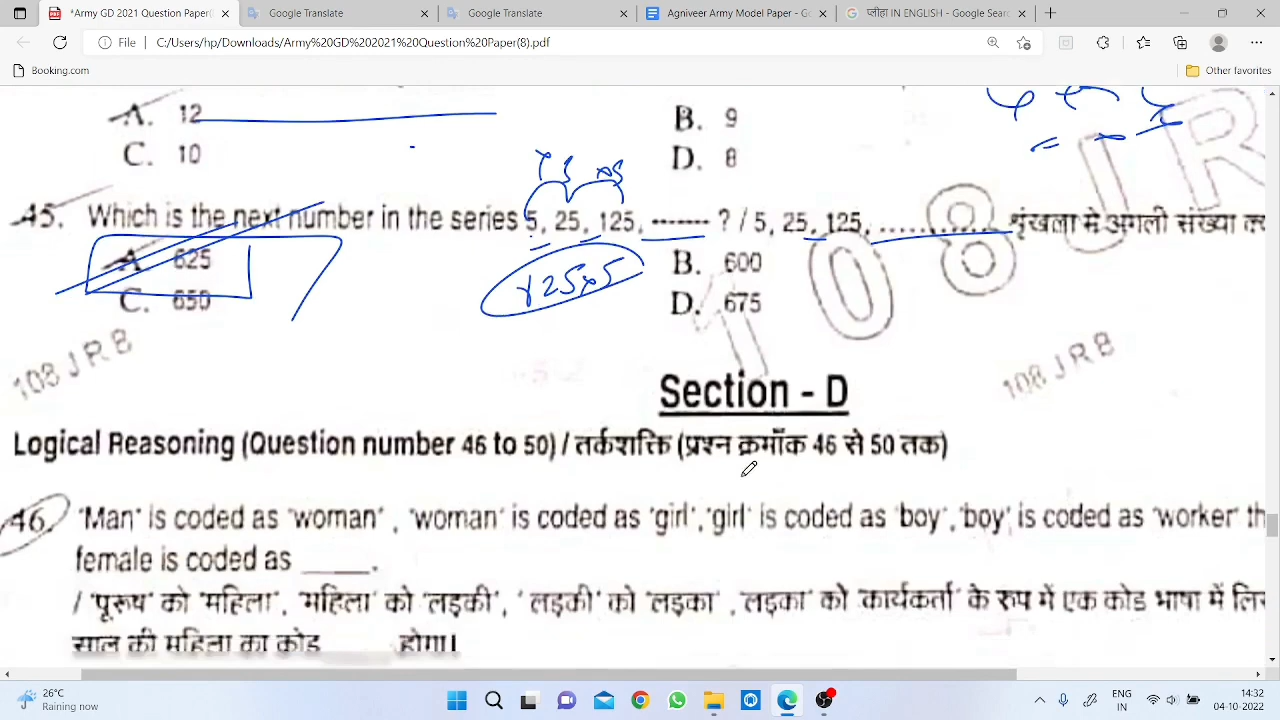 *Army GD 2021 Question Paper(
Google Translate
Google Translate
Agniveer Army Model Paper - Go
प्लीहा IN ENGLISH - Google Searc
File
C:/Users/hp/Downloads/Army%20GD%202021%20Question%20Paper(8).pdf
Booking.com
Other favorites
A. 12
B. 9
C. 10
D. 8
45. Which is the next number in the series 5, 25, 125, ------- ? / 5, 25, 125, ............ शृंखला मे अगली संख्या
A. 625
B. 600
125×5
C. 650
D. 675
108 J R 8
108 J R 8
108 J R
Section - D
Logical Reasoning (Question number 46 to 50) / तर्कशक्ति (प्रश्न क्रमाँक 46 से 50 तक)
46. 'Man' is coded as 'woman' , 'woman' is coded as 'girl','girl' is coded as 'boy','boy' is coded as 'worker' th
female is coded as ____.
/ 'पूरूष' को 'महिला', 'महिला' को 'लड़की', 'लड़की' को 'लड़का' ,'लड़का' को 'कार्यकर्ता' के रुप में एक कोड भाषा में
साल की महिला का कोड ____ होगा।
26°C
Raining now
ENG
IN
14:32
04-10-2022